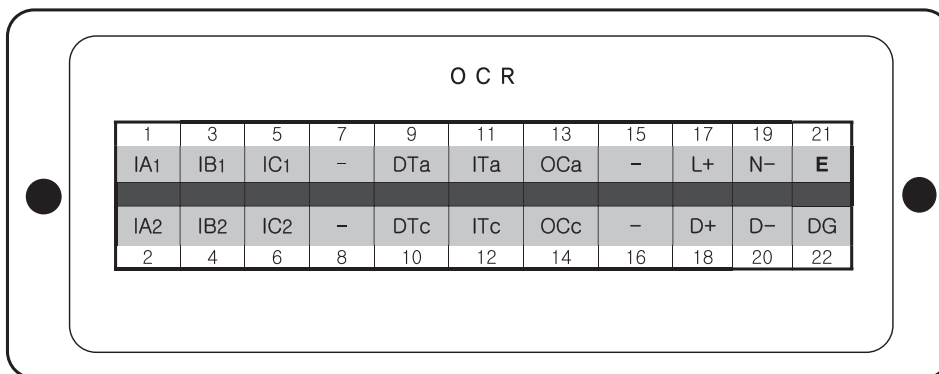 O C R
1 3 5 7 9 11 13 15 17 19 21
IA1 IB1 IC1 - DTa ITa OCa - L+ N- E
IA2 IB2 IC2 - DTc ITc OCc - D+ D- DG
2 4 6 8 10 12 14 16 18 20 22